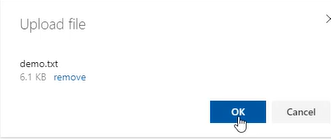 Upload file
demo.txt
6.1 KB remove
OK Cancel